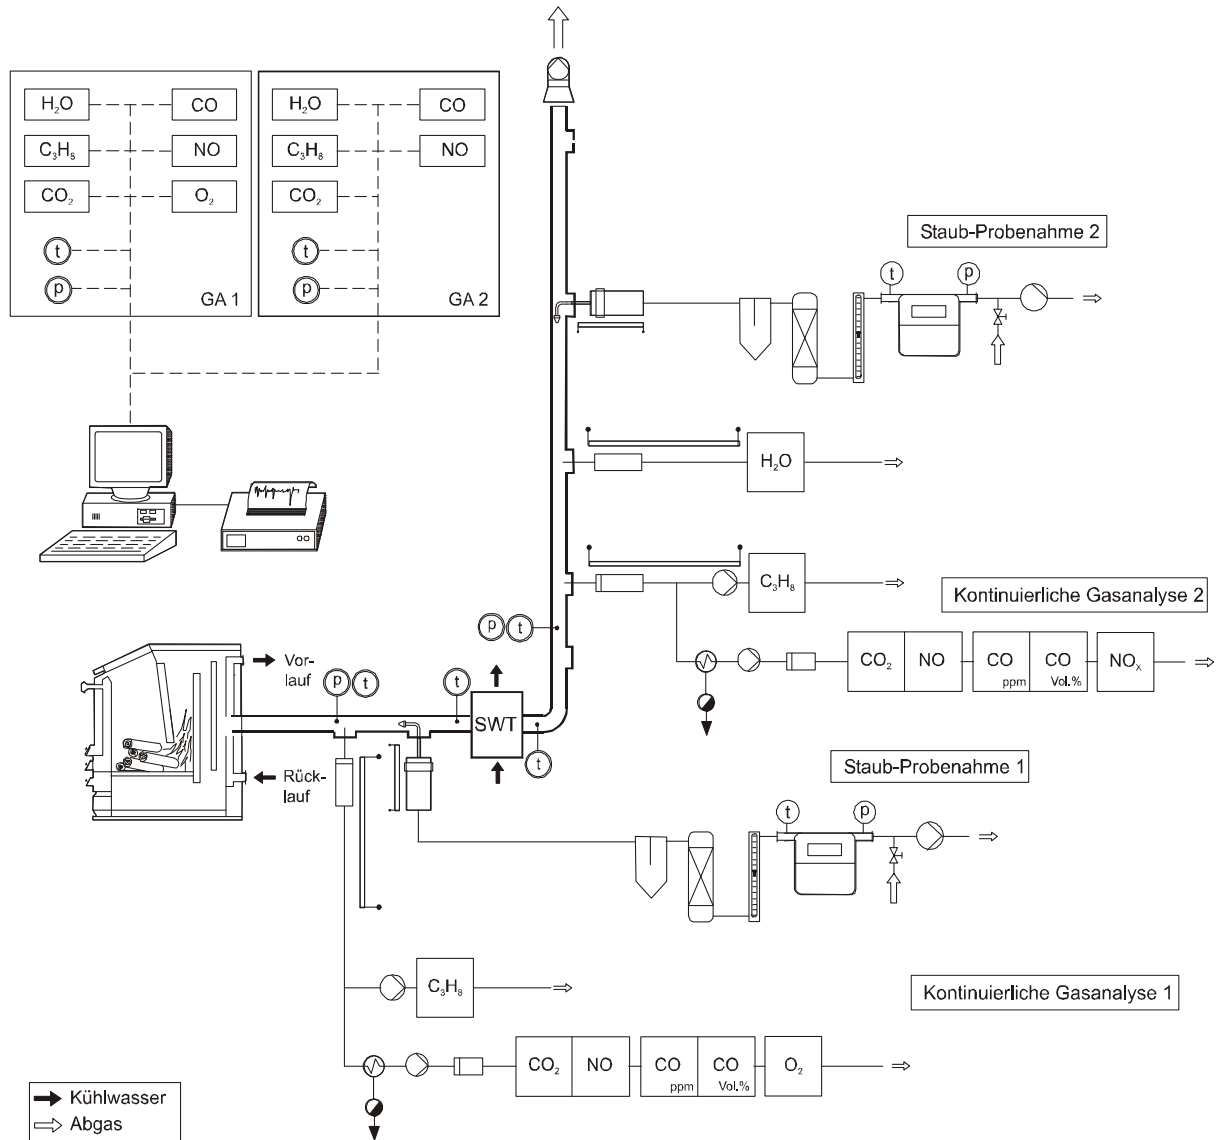 H₂O CO
C₃H₈ NO
CO₂ O₂
t
p
GA 1
H₂O CO
C₃H₈ NO
CO₂
t
p
GA 2
Staub-Probenahme 2
t p
H₂O
C₃H₈
Kontinuierliche Gasanalyse 2
CO₂ NO CO ppm CO Vol.% NOₓ
p t
Vor-
lauf
p t t
SWT
t
Rück-
lauf
Staub-Probenahme 1
t p
C₃H₈
Kontinuierliche Gasanalyse 1
CO₂ NO CO ppm CO Vol.% O₂
Kühlwasser
Abgas